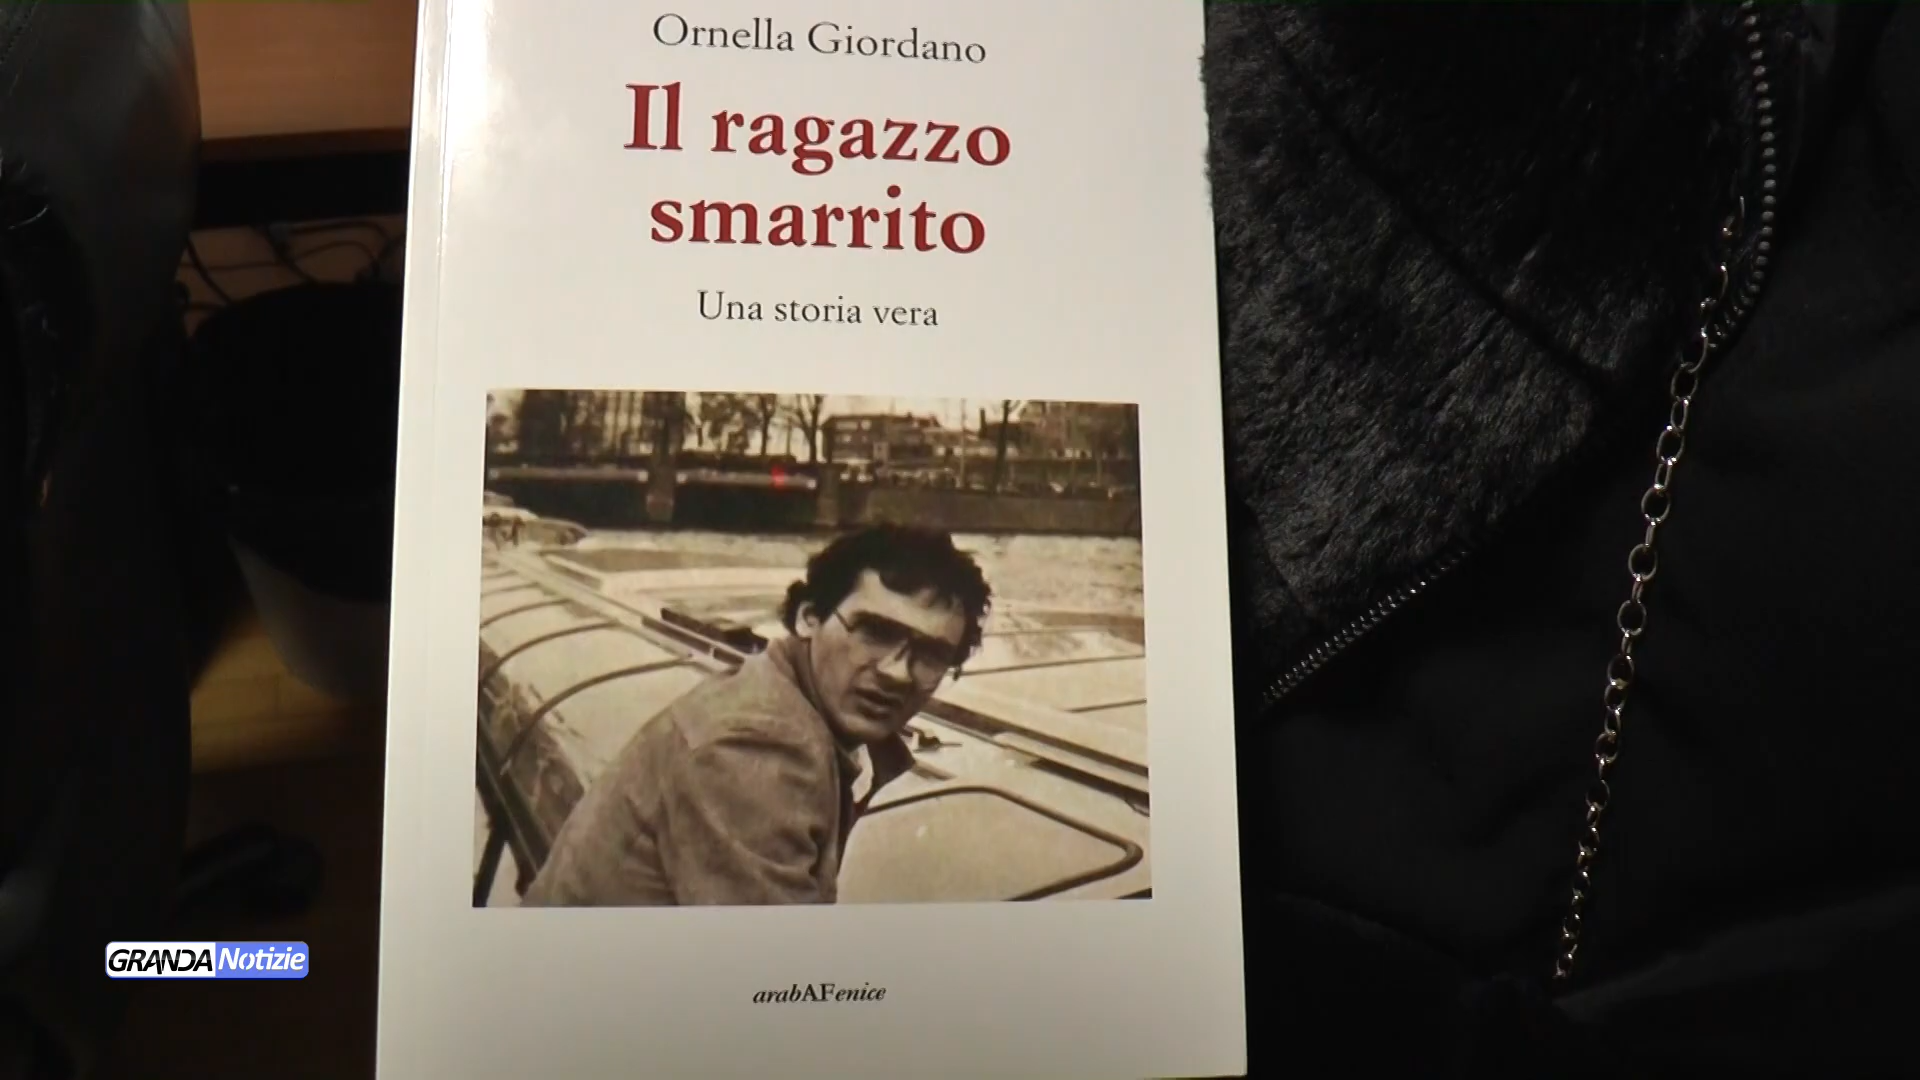 Ornella Giordano
Il ragazzo
smarrito
Una storia vera
GRANDA Notizie
arabAFenice